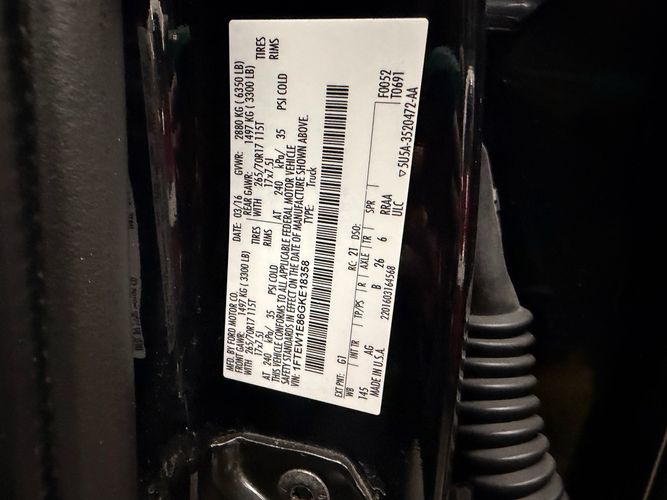 MFD. BY FORD MOTOR CO.
DATE: 03/16 GVWR: 2880 KG ( 6350 LB)
FRONT GAWR: 1497 KG ( 3300 LB) REAR GAWR: 1497 KG ( 3300 LB)
WITH 265/70R17 115T TIRES WITH 265/70R17 115T TIRES
17x7.5J RIMS 17x7.5J RIMS
AT 240 kPa/ 35 PSI COLD AT 240 kPa/ 35 PSI COLD
THIS VEHICLE CONFORMS TO ALL APPLICABLE FEDERAL MOTOR VEHICLE
SAFETY STANDARDS IN EFFECT ON THE DATE OF MANUFACTURE SHOWN ABOVE.
VIN: 1FTEW1E86GKE18358 TYPE: Truck
EXT PNT: G1 RC: 21 DSO: F0052
WB INT TR TP/PS R AXLE TR SPR T0691
145 AG B 26 6 RRAA
MADE IN U.S.A. 2201603164568 ULC ▽5U5A-3520472-AA